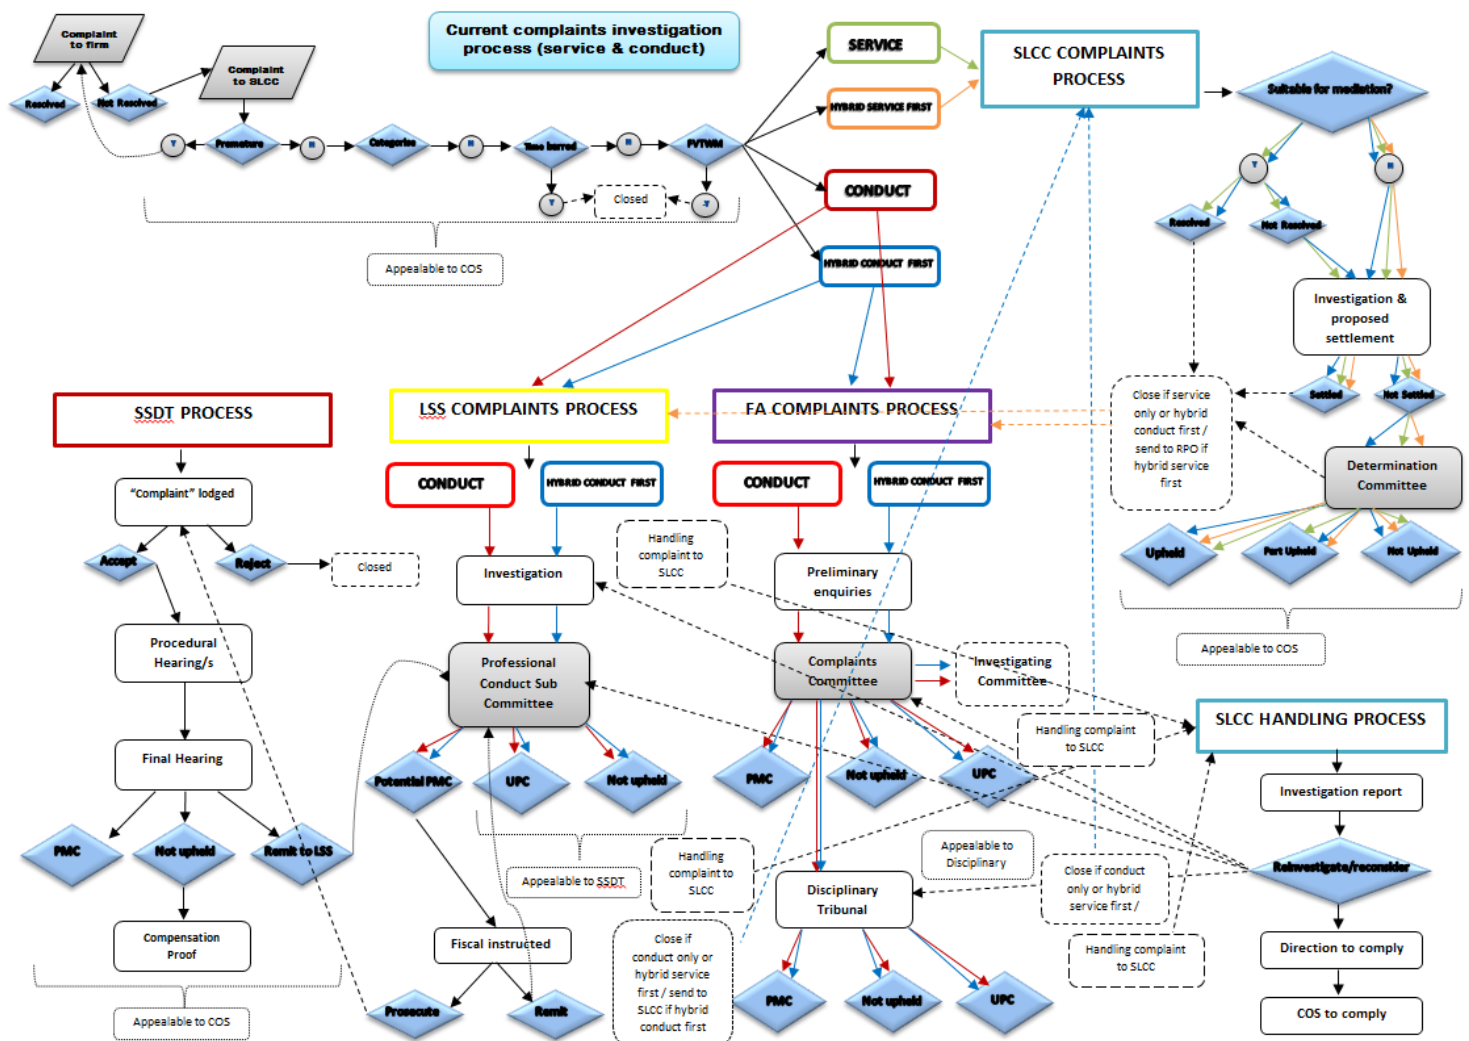 Current complaints investigation
process (service & conduct)
Complaint
to firm
Complaint
to SLCC
Resolved
Not Resolved
Y
Premature
N
Categorise
N
Time barred
N
FVTWM
Y
Closed
Y
Appealable to COS
SERVICE
HYBRID SERVICE FIRST
CONDUCT
HYBRID CONDUCT FIRST
SLCC COMPLAINTS
PROCESS
Suitable for mediation?
Y
N
Resolved
Not Resolved
Investigation &
proposed
settlement
Settled
Not Settled
Close if service
only or hybrid
conduct first /
send to RPO if
hybrid service
first
Determination
Committee
Upheld
Part Upheld
Not Upheld
Appealable to COS
SSDT PROCESS
"Complaint" lodged
Accept
Reject
Closed
Procedural
Hearing/s
Final Hearing
PMC
Not upheld
Remit to LSS
Compensation
Proof
Appealable to COS
LSS COMPLAINTS PROCESS
CONDUCT
HYBRID CONDUCT FIRST
Investigation
Professional
Conduct Sub
Committee
Potential PMC
UPC
Not upheld
Appealable to SSDT
Fiscal instructed
Prosecute
Remit
Handling
complaint to
SLCC
Handling
complaint to
SLCC
Close if
conduct only or
hybrid service
first / send to
SLCC if hybrid
conduct first
FA COMPLAINTS PROCESS
CONDUCT
HYBRID CONDUCT FIRST
Preliminary
enquiries
Complaints
Committee
Investigating
Committee
PMC
Not upheld
UPC
Appealable to
Disciplinary
Disciplinary
Tribunal
PMC
Not upheld
UPC
Handling complaint
to SLCC
Close if conduct
only or hybrid
service first /
Handling complaint
to SLCC
SLCC HANDLING PROCESS
Investigation report
Reinvestigate/reconsider
Direction to comply
COS to comply